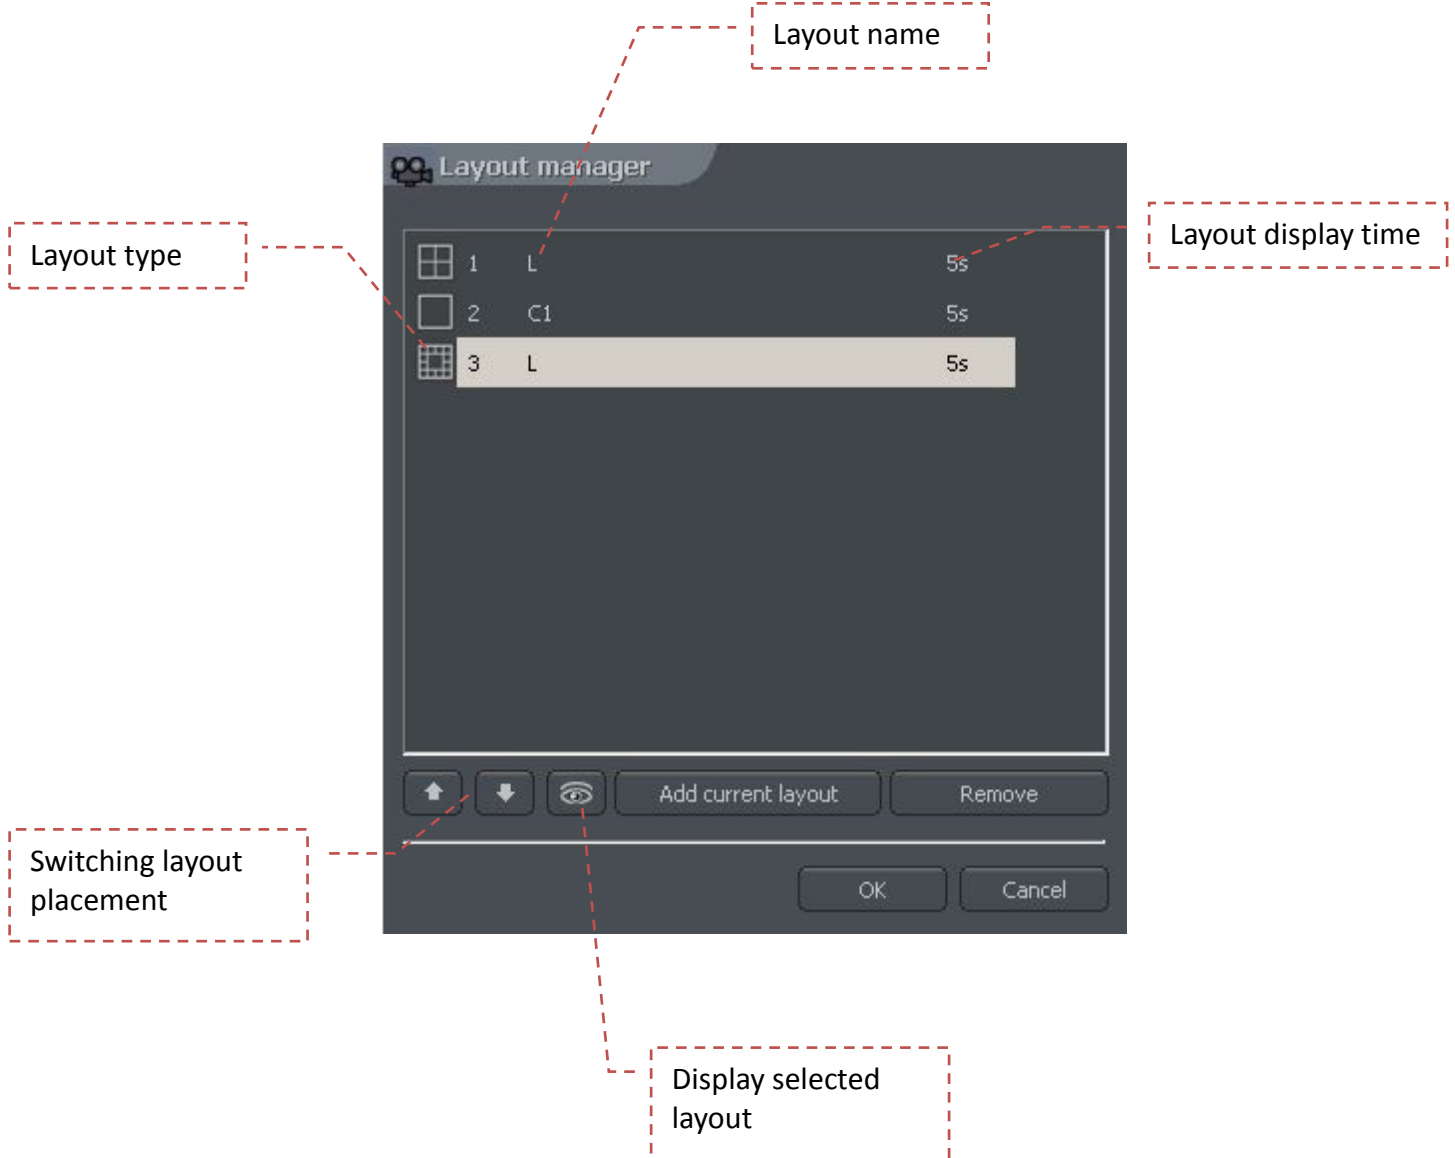 Layout name
Layout manager
Layout type
Layout display time
1 L 5s
2 C1 5s
3 L 5s
Add current layout
Remove
Switching layout
placement
OK
Cancel
Display selected
layout